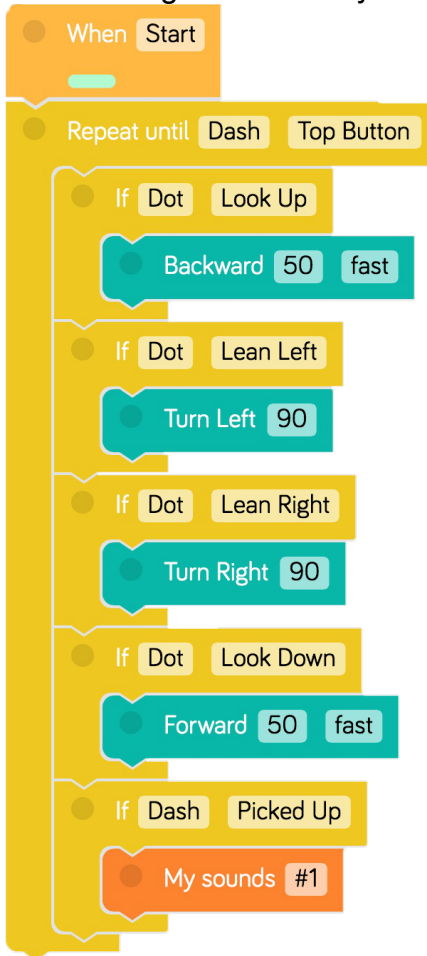 When Start
Repeat until Dash Top Button
If Dot Look Up
Backward 50 fast
If Dot Lean Left
Turn Left 90
If Dot Lean Right
Turn Right 90
If Dot Look Down
Forward 50 fast
If Dash Picked Up
My sounds #1